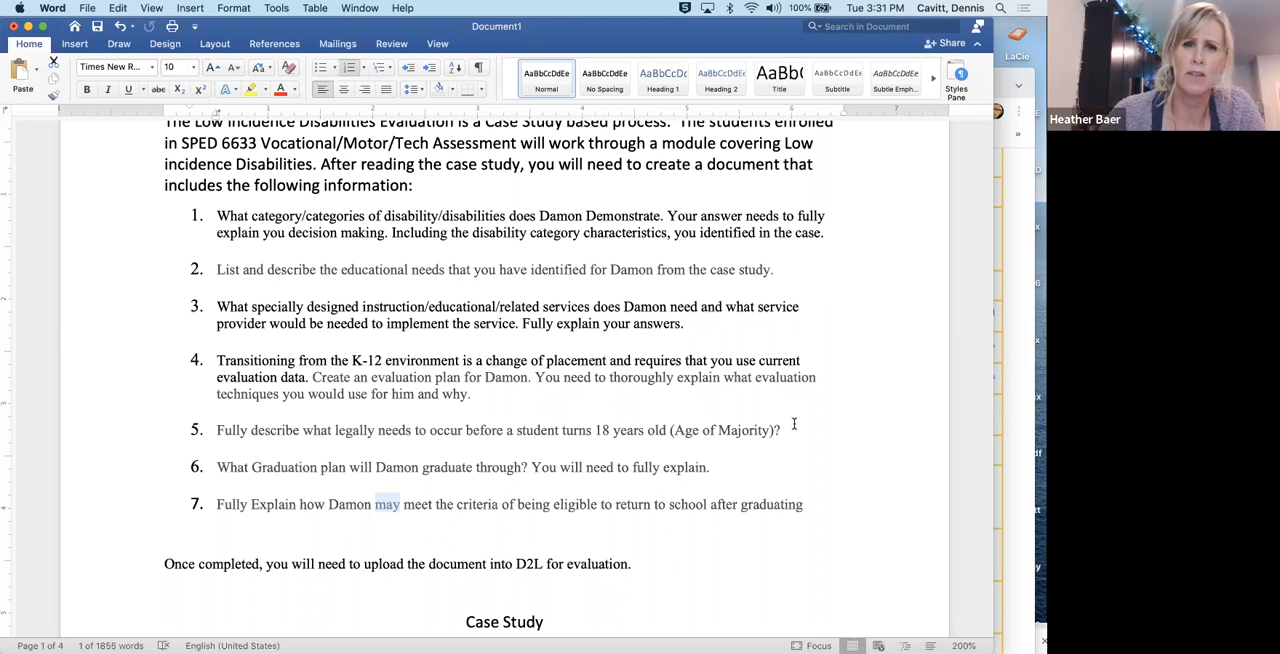 Word File Edit View Insert Format Tools Table Window Help 100% Tue 3:31 PM Cavitt, Dennis
Document1
Search in Document
Home Insert Draw Design Layout References Mailings Review View
Share
Paste
Times New R... 10
AaBbCcDdEe AaBbCcDdEe AaBbCcDc AaBbCcDdEe AaBb( AaBbCcDdEe AaBbCcDdEe
Normal No Spacing Heading 1 Heading 2 Title Subtitle Subtle Emph...
Styles Pane
LaCie
Heather Baer
The Low Incidence Disabilities Evaluation is a Case Study based process. The students enrolled
in SPED 6633 Vocational/Motor/Tech Assessment will work through a module covering Low
incidence Disabilities. After reading the case study, you will need to create a document that
includes the following information:
1. What category/categories of disability/disabilities does Damon Demonstrate. Your answer needs to fully
explain you decision making. Including the disability category characteristics, you identified in the case.
2. List and describe the educational needs that you have identified for Damon from the case study.
3. What specially designed instruction/educational/related services does Damon need and what service
provider would be needed to implement the service. Fully explain your answers.
4. Transitioning from the K-12 environment is a change of placement and requires that you use current
evaluation data. Create an evaluation plan for Damon. You need to thoroughly explain what evaluation
techniques you would use for him and why.
5. Fully describe what legally needs to occur before a student turns 18 years old (Age of Majority)?
6. What Graduation plan will Damon graduate through? You will need to fully explain.
7. Fully Explain how Damon may meet the criteria of being eligible to return to school after graduating
Once completed, you will need to upload the document into D2L for evaluation.
Case Study
Page 1 of 4 1 of 1855 words English (United States) Focus 200%